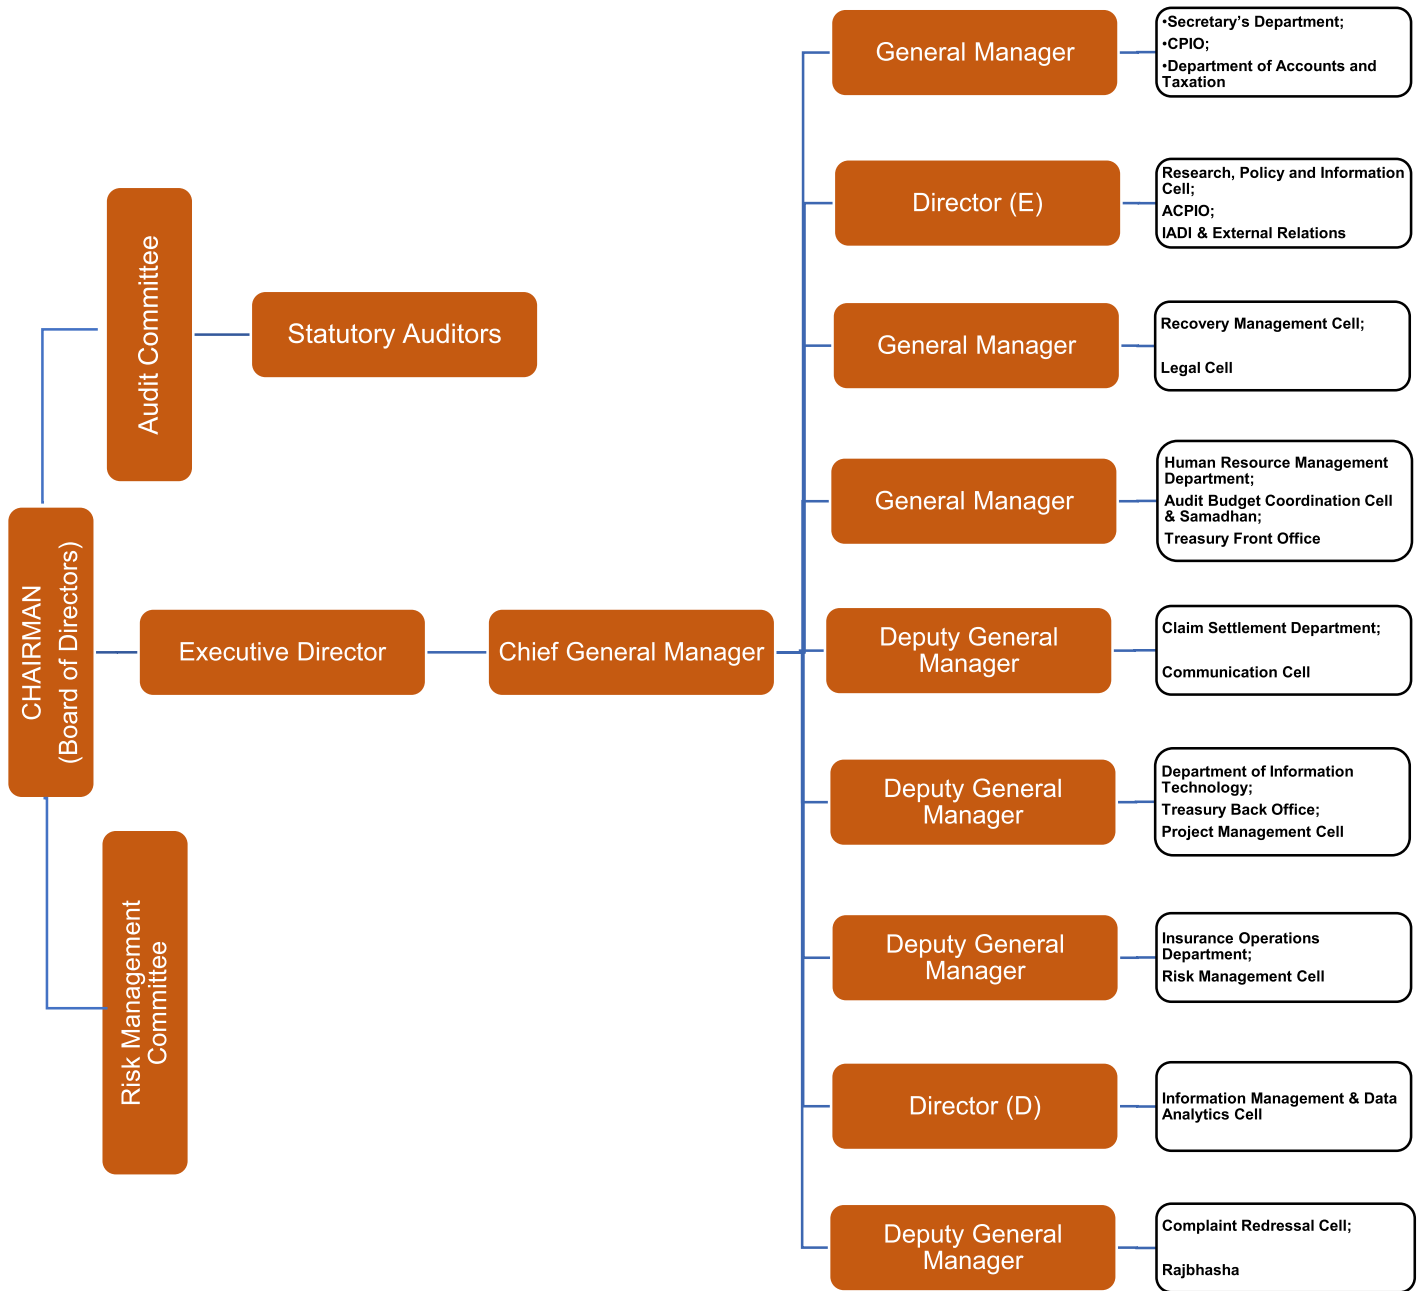 Audit Committee
Statutory Auditors
CHAIRMAN
(Board of Directors)
Executive Director
Chief General Manager
Risk Management
Committee
General Manager
•Secretary’s Department;
•CPIO;
•Department of Accounts and
Taxation
Director (E)
Research, Policy and Information
Cell;
ACPIO;
IADI & External Relations
General Manager
Recovery Management Cell;
Legal Cell
General Manager
Human Resource Management
Department;
Audit Budget Coordination Cell
& Samadhan;
Treasury Front Office
Deputy General
Manager
Claim Settlement Department;
Communication Cell
Deputy General
Manager
Department of Information
Technology;
Treasury Back Office;
Project Management Cell
Deputy General
Manager
Insurance Operations
Department;
Risk Management Cell
Director (D)
Information Management & Data
Analytics Cell
Deputy General
Manager
Complaint Redressal Cell;
Rajbhasha